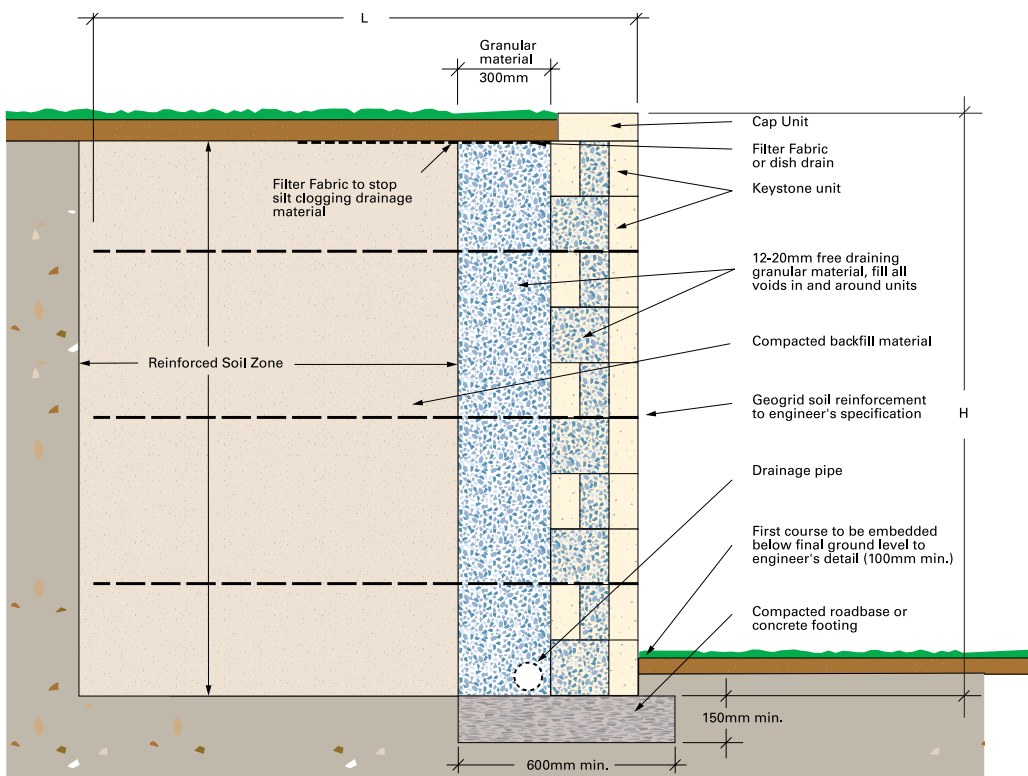 L
Granular
material
300mm
Cap Unit
Filter Fabric
or dish drain
Filter Fabric to stop
silt clogging drainage
material
Keystone unit
12-20mm free draining
granular material, fill all
voids in and around units
Reinforced Soil Zone
Compacted backfill material
Geogrid soil reinforcement
to engineer's specification
H
Drainage pipe
First course to be embedded
below final ground level to
engineer's detail (100mm min.)
Compacted roadbase or
concrete footing
150mm min.
600mm min.